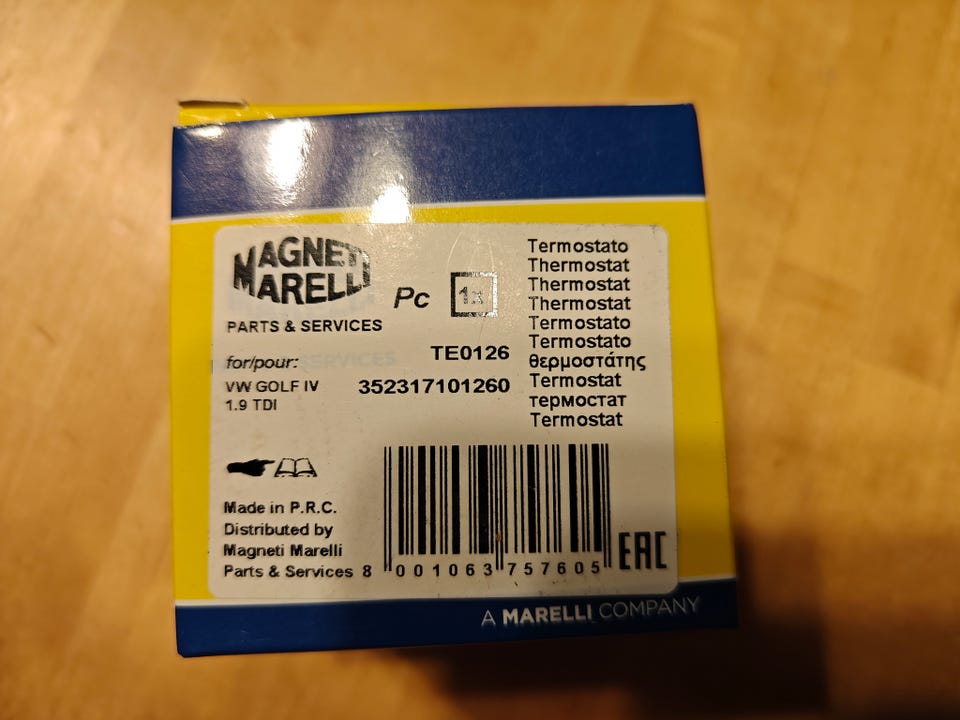 MAGNETI
MARELLI
PARTS & SERVICES
Pc 1x
for/pour:
VW GOLF IV
1.9 TDI
TE0126
352317101260
Termostato
Thermostat
Thermostat
Thermostat
Termostato
Termostato
θερμοστάτης
Termostat
термостат
Termostat
Made in P.R.C.
Distributed by
Magneti Marelli
Parts & Services
8 001063 757605
EAC
A MARELLI COMPANY